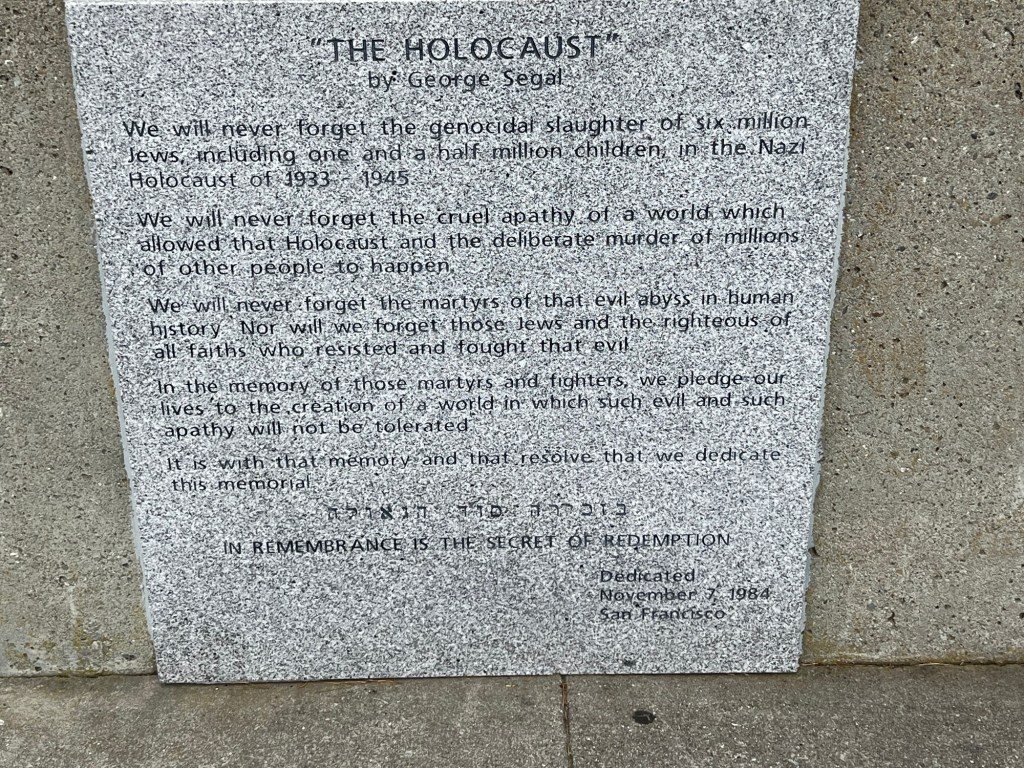 "THE HOLOCAUST"
by George Segal
We will never forget the genocidal slaughter of six million
Jews, including one and a half million children, in the Nazi
Holocaust of 1933 - 1945
We will never forget the cruel apathy of a world which
allowed that Holocaust and the deliberate murder of millions
of other people to happen.
We will never forget the martyrs of that evil abyss in human
history. Nor will we forget those Jews and the righteous of
all faiths who resisted and fought that evil.
In the memory of those martyrs and fighters, we pledge our
lives to the creation of a world in which such evil and such
apathy will not be tolerated.
It is with that memory and that resolve that we dedicate
this memorial.
בזכירה סוד הגאולה
IN REMEMBRANCE IS THE SECRET OF REDEMPTION
Dedicated
November 7, 1984
San Francisco